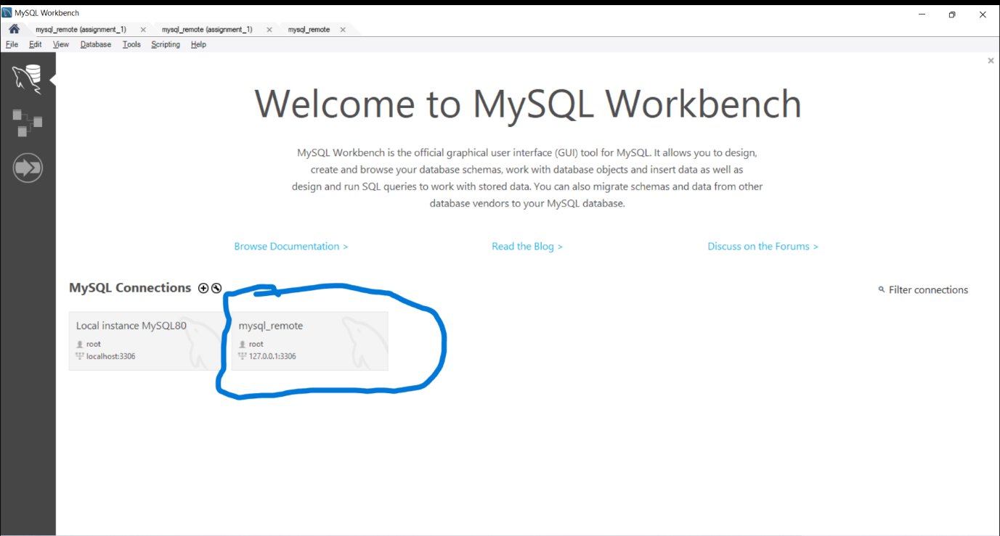 MySQL Workbench
mysql_remote (assignment_1) mysql_remote (assignment_1) mysql_remote
File Edit View Database Tools Scripting Help
Welcome to MySQL Workbench
MySQL Workbench is the official graphical user interface (GUI) tool for MySQL. It allows you to design,
create and browse your database schemas, work with database objects and insert data as well as
design and run SQL queries to work with stored data. You can also migrate schemas and data from other
database vendors to your MySQL database.
Browse Documentation > Read the Blog > Discuss on the Forums >
MySQL Connections Filter connections
Local instance MySQL80
root
localhost:3306
mysql_remote
root
127.0.0.1:3306